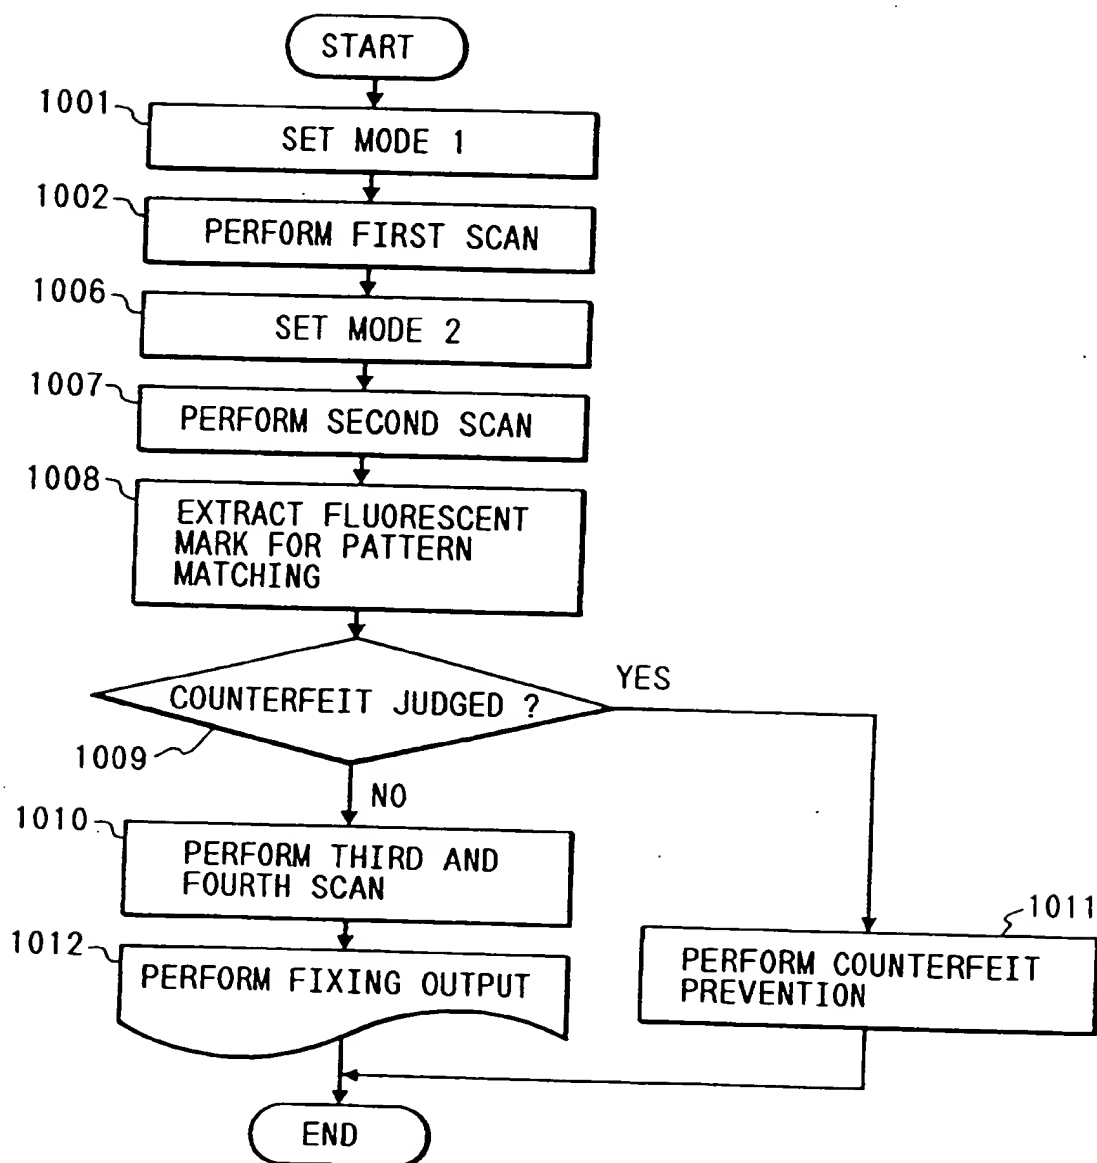 START
1001
SET MODE 1
1002
PERFORM FIRST SCAN
1006
SET MODE 2
1007
PERFORM SECOND SCAN
1008
EXTRACT FLUORESCENT
MARK FOR PATTERN
MATCHING
COUNTERFEIT JUDGED ?
YES
1009
NO
1010
PERFORM THIRD AND
FOURTH SCAN
1011
PERFORM COUNTERFEIT
PREVENTION
1012
PERFORM FIXING OUTPUT
END